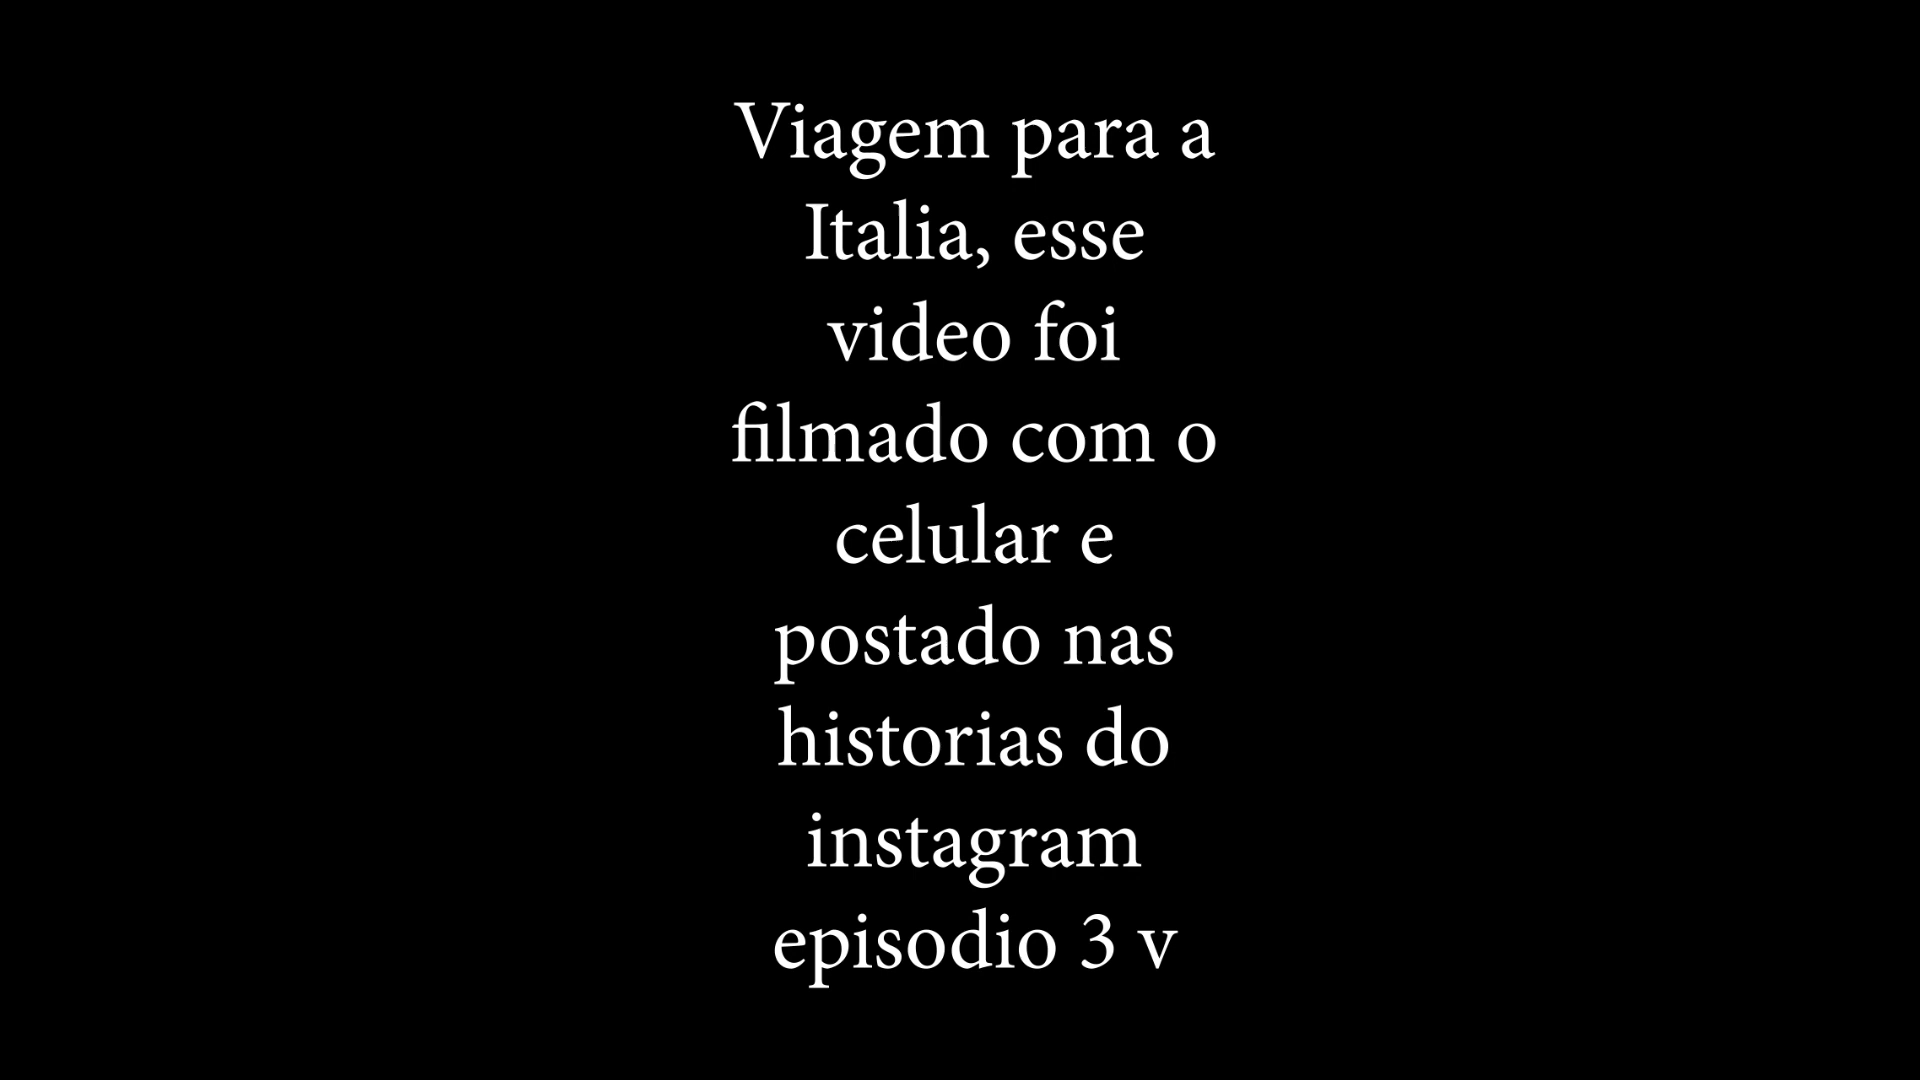 Viagem para a
Italia, esse
video foi
filmado com o
celular e
postado nas
historias do
instagram
episodio 3 v